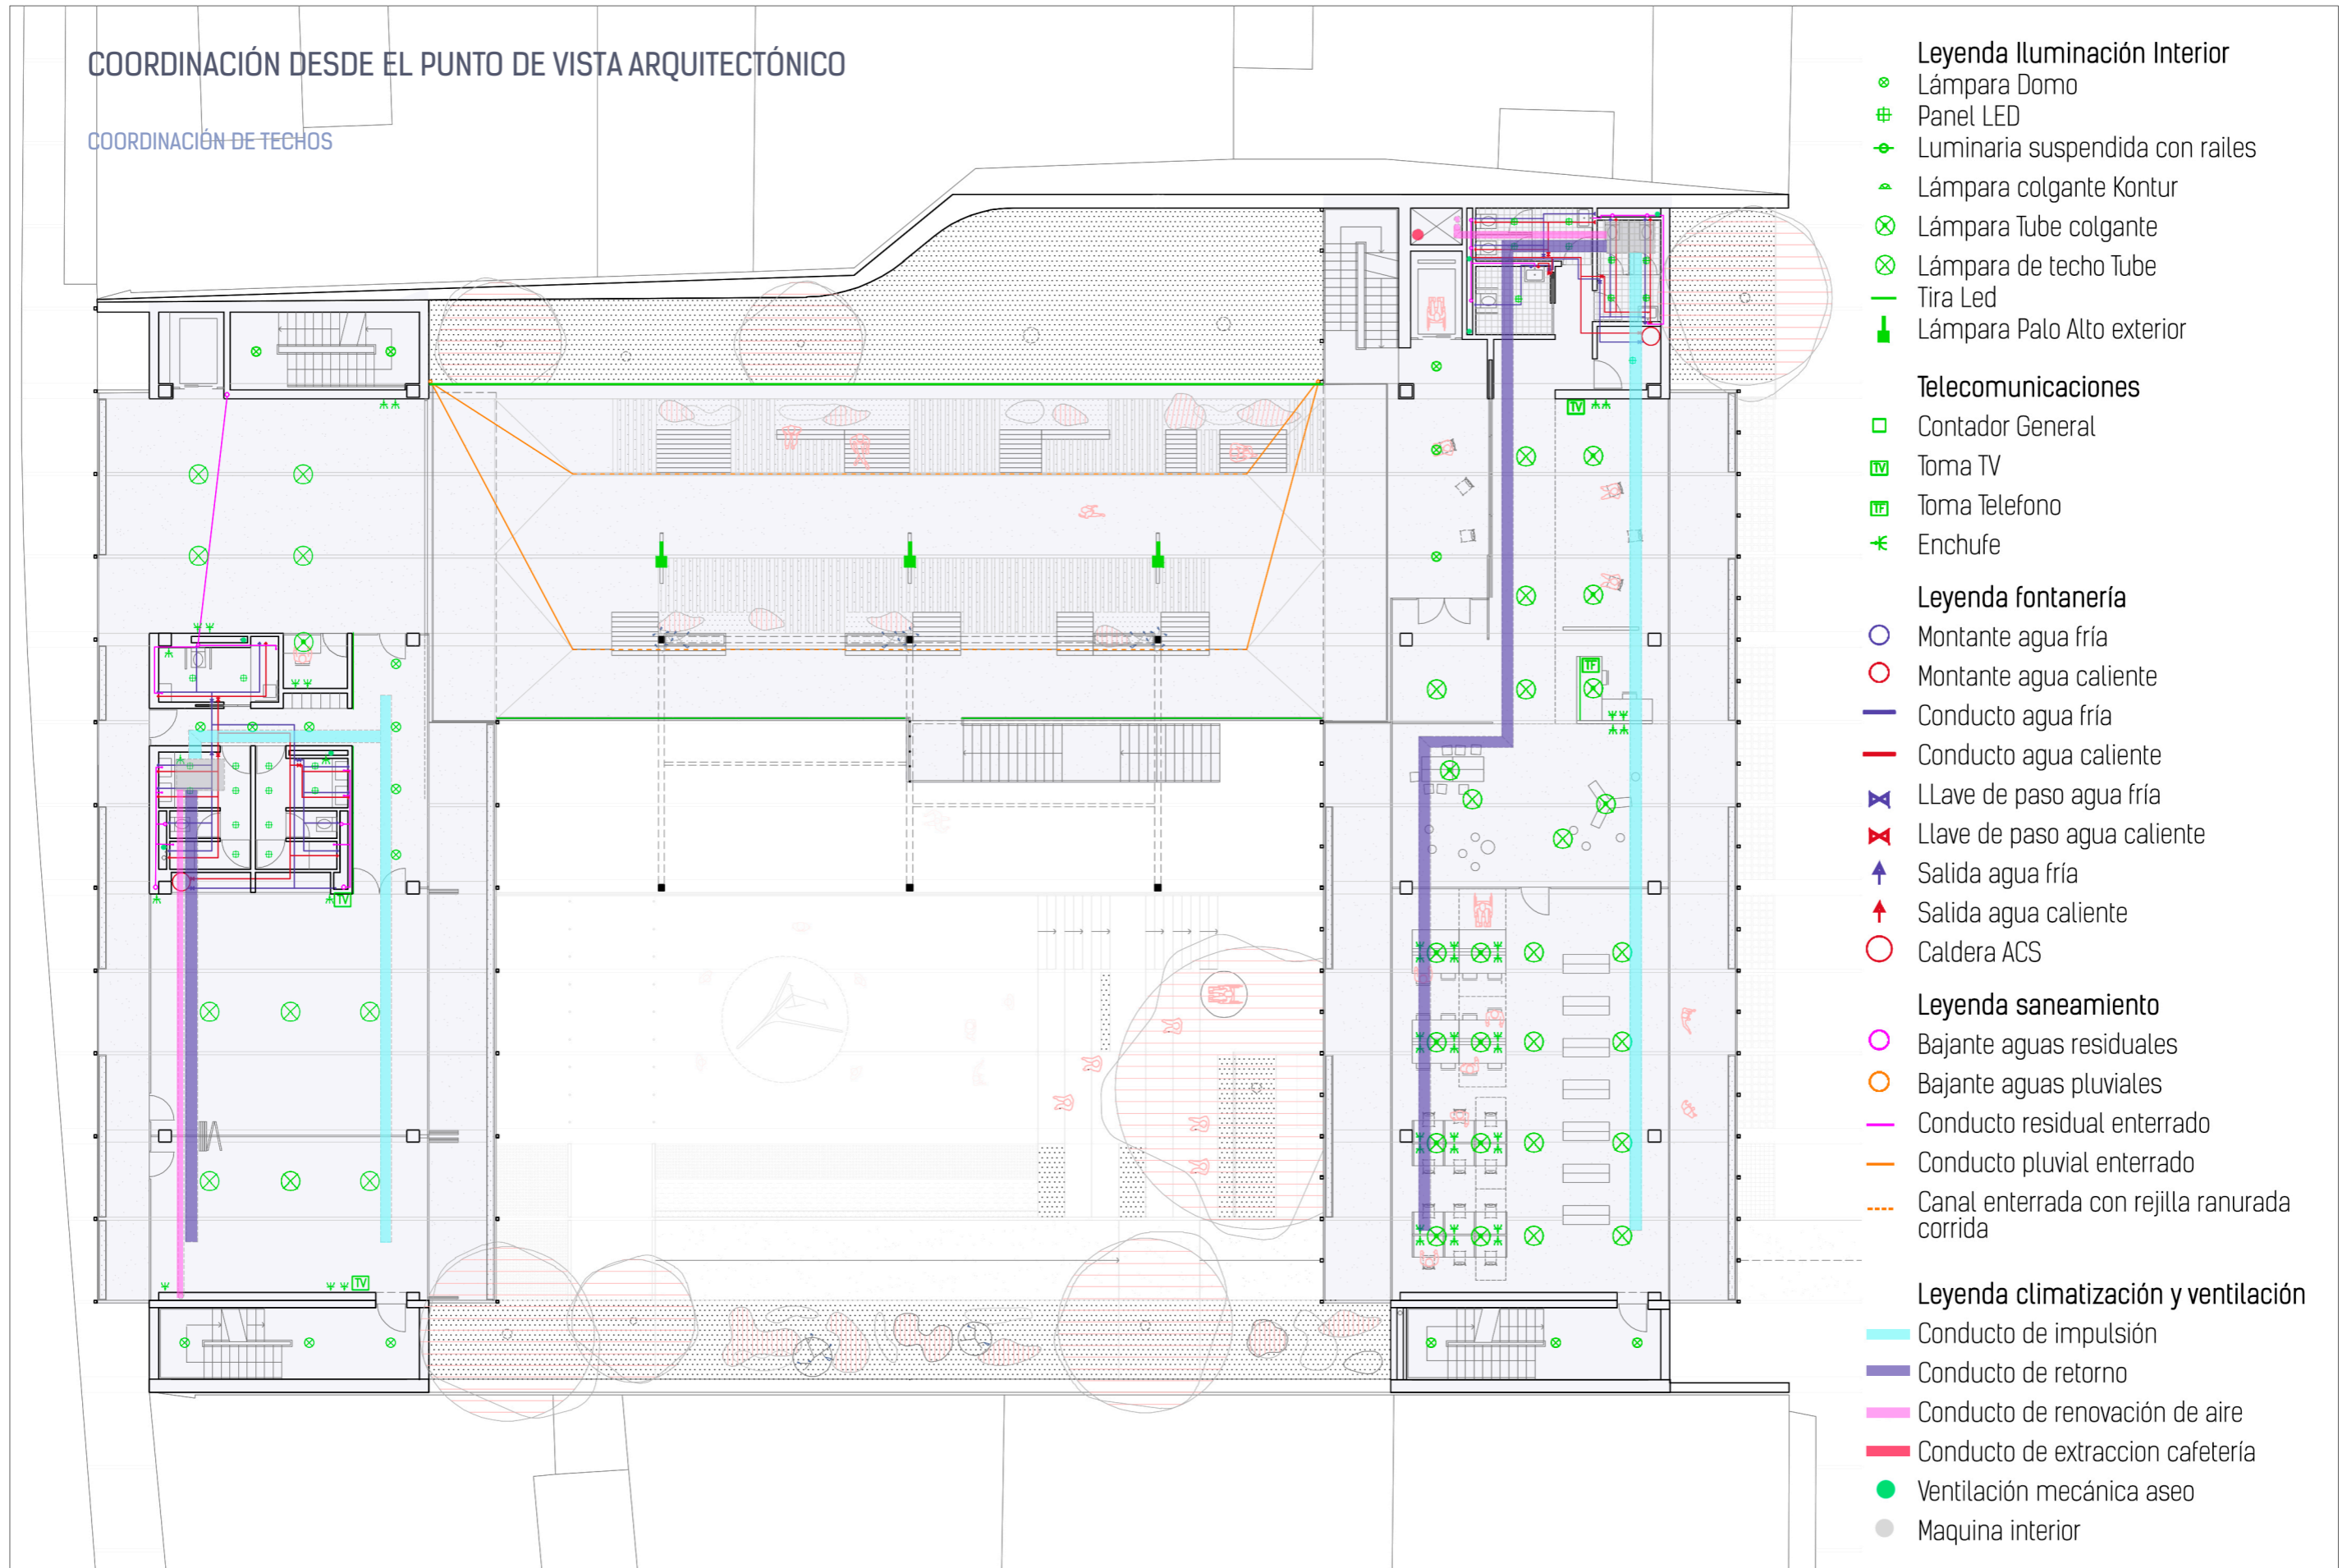 COORDINACIÓN DESDE EL PUNTO DE VISTA ARQUITECTÓNICO
COORDINACIÓN DE TECHOS
Leyenda Iluminación Interior
Lámpara Domo
Panel LED
Luminaria suspendida con railes
Lámpara colgante Kontur
Lámpara Tube colgante
Lámpara de techo Tube
Tira Led
Lámpara Palo Alto exterior
Telecomunicaciones
Contador General
TV Toma TV
TF Toma Telefono
Enchufe
Leyenda fontanería
Montante agua fría
Montante agua caliente
Conducto agua fría
Conducto agua caliente
LLave de paso agua fría
Llave de paso agua caliente
Salida agua fría
Salida agua caliente
Caldera ACS
Leyenda saneamiento
Bajante aguas residuales
Bajante aguas pluviales
Conducto residual enterrado
Conducto pluvial enterrado
Canal enterrada con rejilla ranurada
corrida
Leyenda climatización y ventilación
Conducto de impulsión
Conducto de retorno
Conducto de renovación de aire
Conducto de extraccion cafetería
Ventilación mecánica aseo
Maquina interior
TV
TF
TV
TV